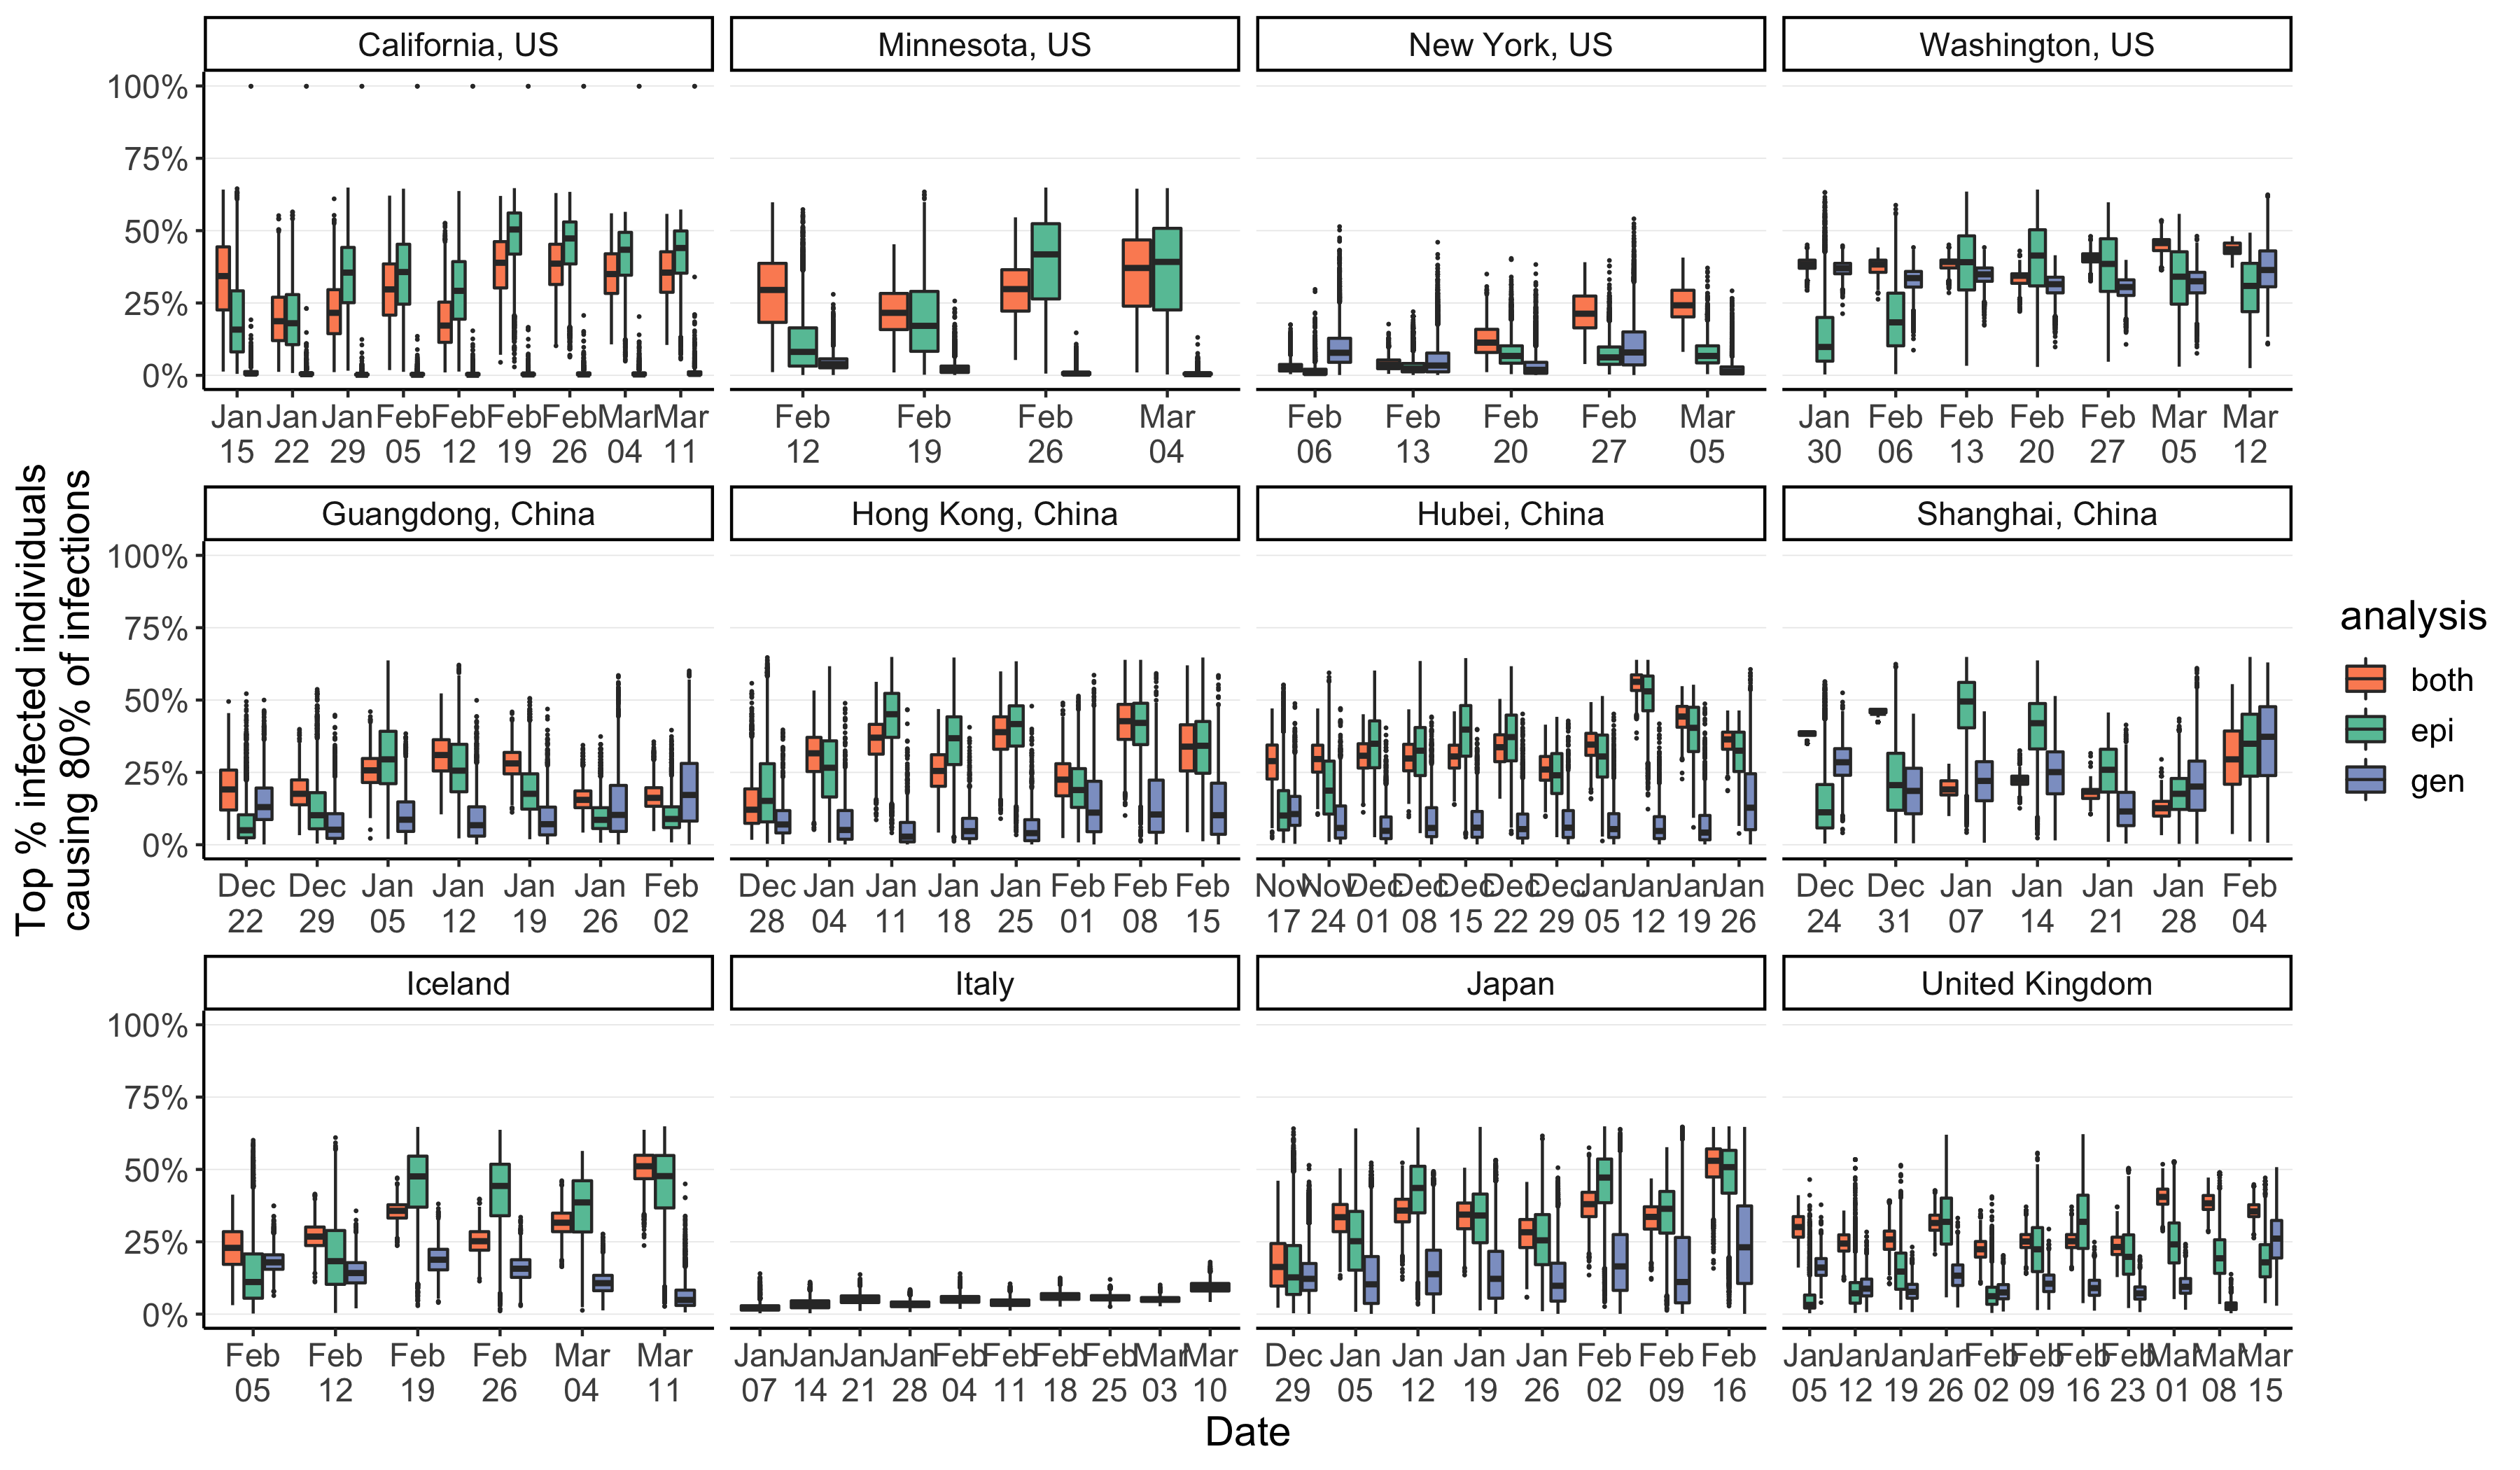 California, US
Minnesota, US
New York, US
Washington, US
100%
75%
50%
25%
0%
Jan Jan Jan Feb Feb Feb Feb Mar Mar
15 22 29 05 12 19 26 04 11
Feb Feb Feb Mar
12 19 26 04
Feb Feb Feb Feb Mar
06 13 20 27 05
Jan Feb Feb Feb Feb Mar Mar
30 06 13 20 27 05 12
Guangdong, China
Hong Kong, China
Hubei, China
Shanghai, China
100%
75%
50%
25%
0%
Dec Dec Jan Jan Jan Jan Feb
22 29 05 12 19 26 02
Dec Jan Jan Jan Jan Feb Feb Feb
28 04 11 18 25 01 08 15
Nov Nov Dec Dec Dec Dec Dec Jan Jan Jan Jan
17 24 01 08 15 22 29 05 12 19 26
Dec Dec Jan Jan Jan Jan Feb
24 31 07 14 21 28 04
Iceland
Italy
Japan
United Kingdom
100%
75%
50%
25%
0%
Feb Feb Feb Feb Mar Mar
05 12 19 26 04 11
Jan Jan Jan Jan Feb Feb Feb Feb Mar Mar
07 14 21 28 04 11 18 25 03 10
Dec Jan Jan Jan Jan Feb Feb Feb
29 05 12 19 26 02 09 16
Jan Jan Jan Jan Feb Feb Feb Feb Mar Mar Mar
05 12 19 26 02 09 16 23 01 08 15
Top % infected individuals
causing 80% of infections
Date
analysis
both
epi
gen